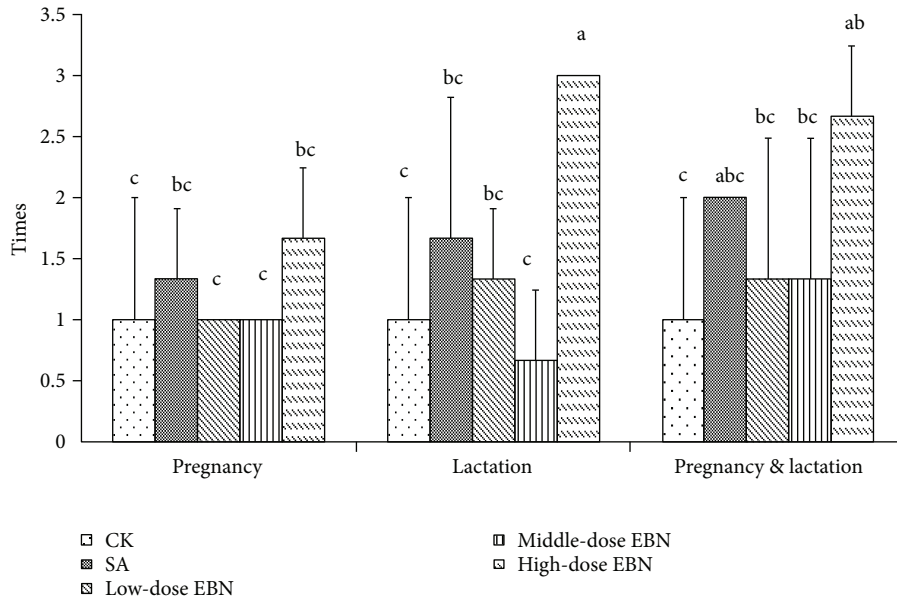 3.5
3
2.5
2
1.5
1
0.5
0
Times
c
bc
c
c
bc
c
bc
bc
c
a
c
abc
bc
bc
ab
Pregnancy
Lactation
Pregnancy & lactation
CK
SA
Low-dose EBN
Middle-dose EBN
High-dose EBN